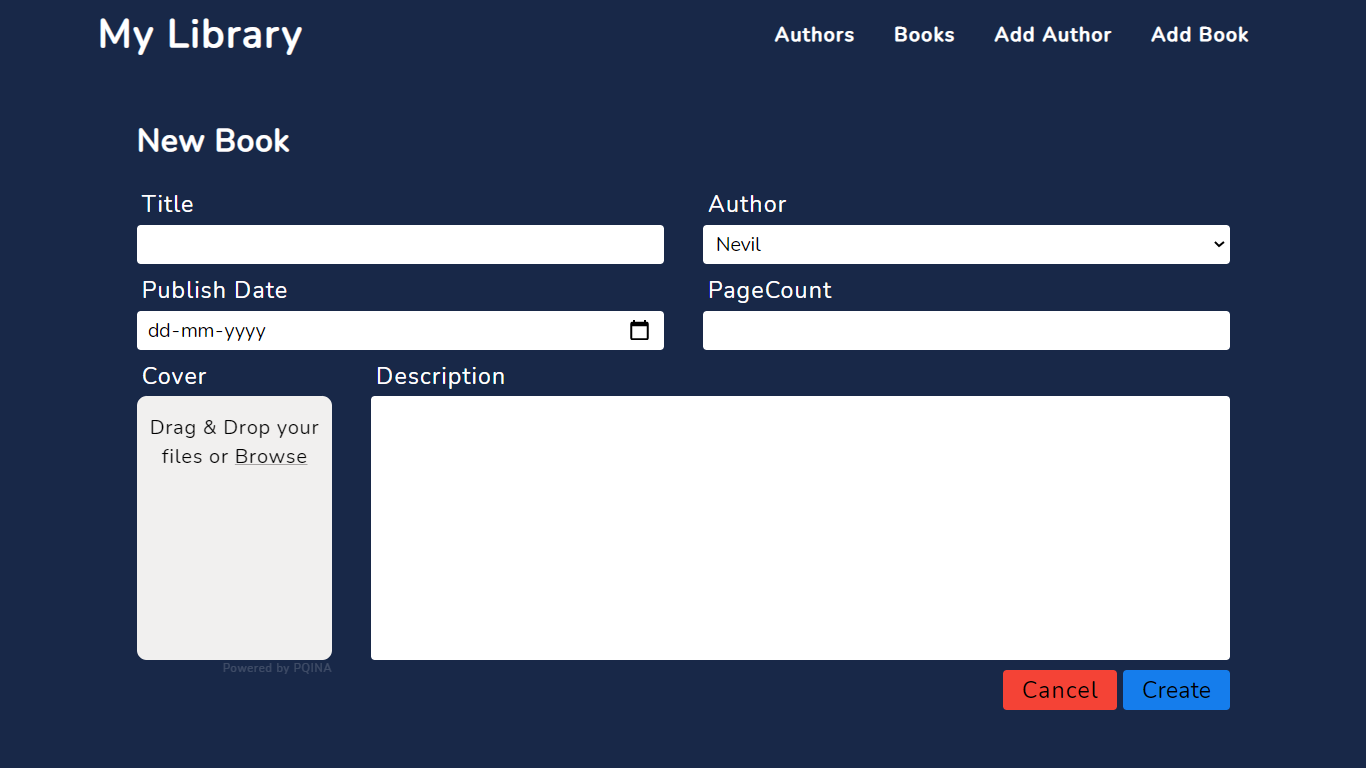 My Library
Authors Books Add Author Add Book
New Book
Title Author
Nevil
Publish Date PageCount
dd-mm-yyyy
Cover Description
Drag & Drop your
files or Browse
Powered by PQINA
Cancel Create